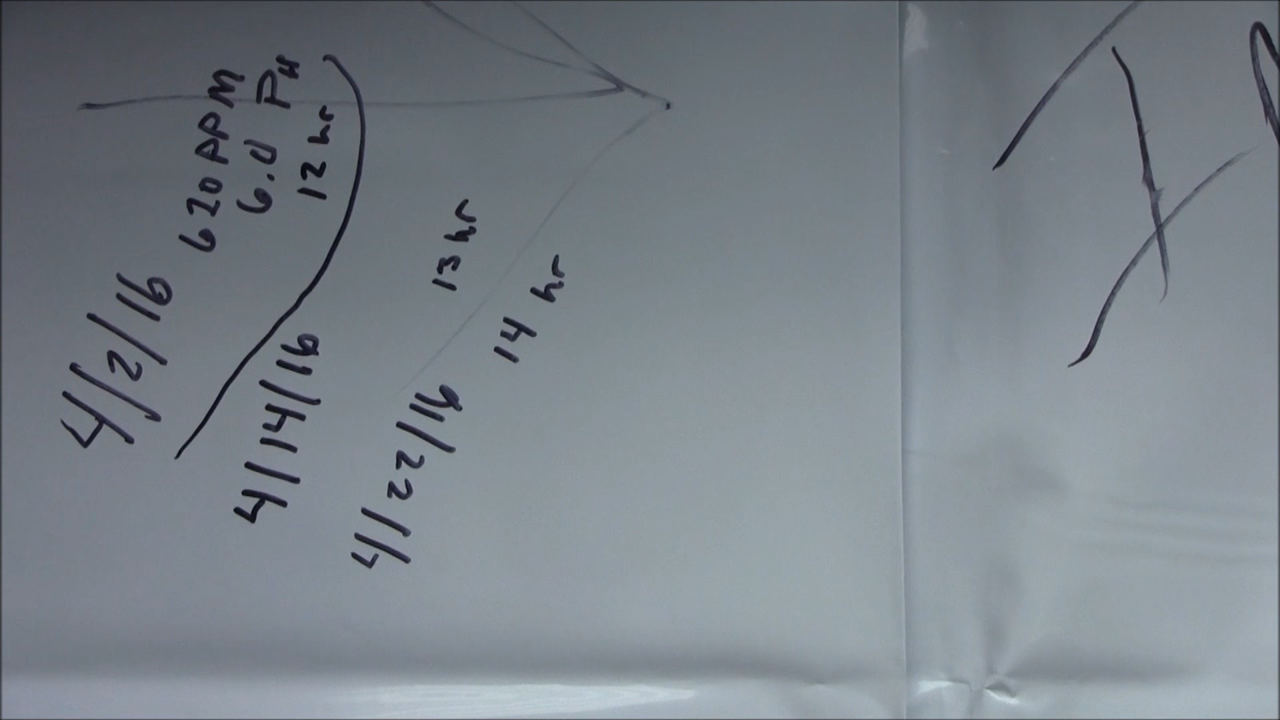 4/2/16 620 PPM
6.0 PH
12 hr
4/14/16 13 hr
4/22/16 14 hr